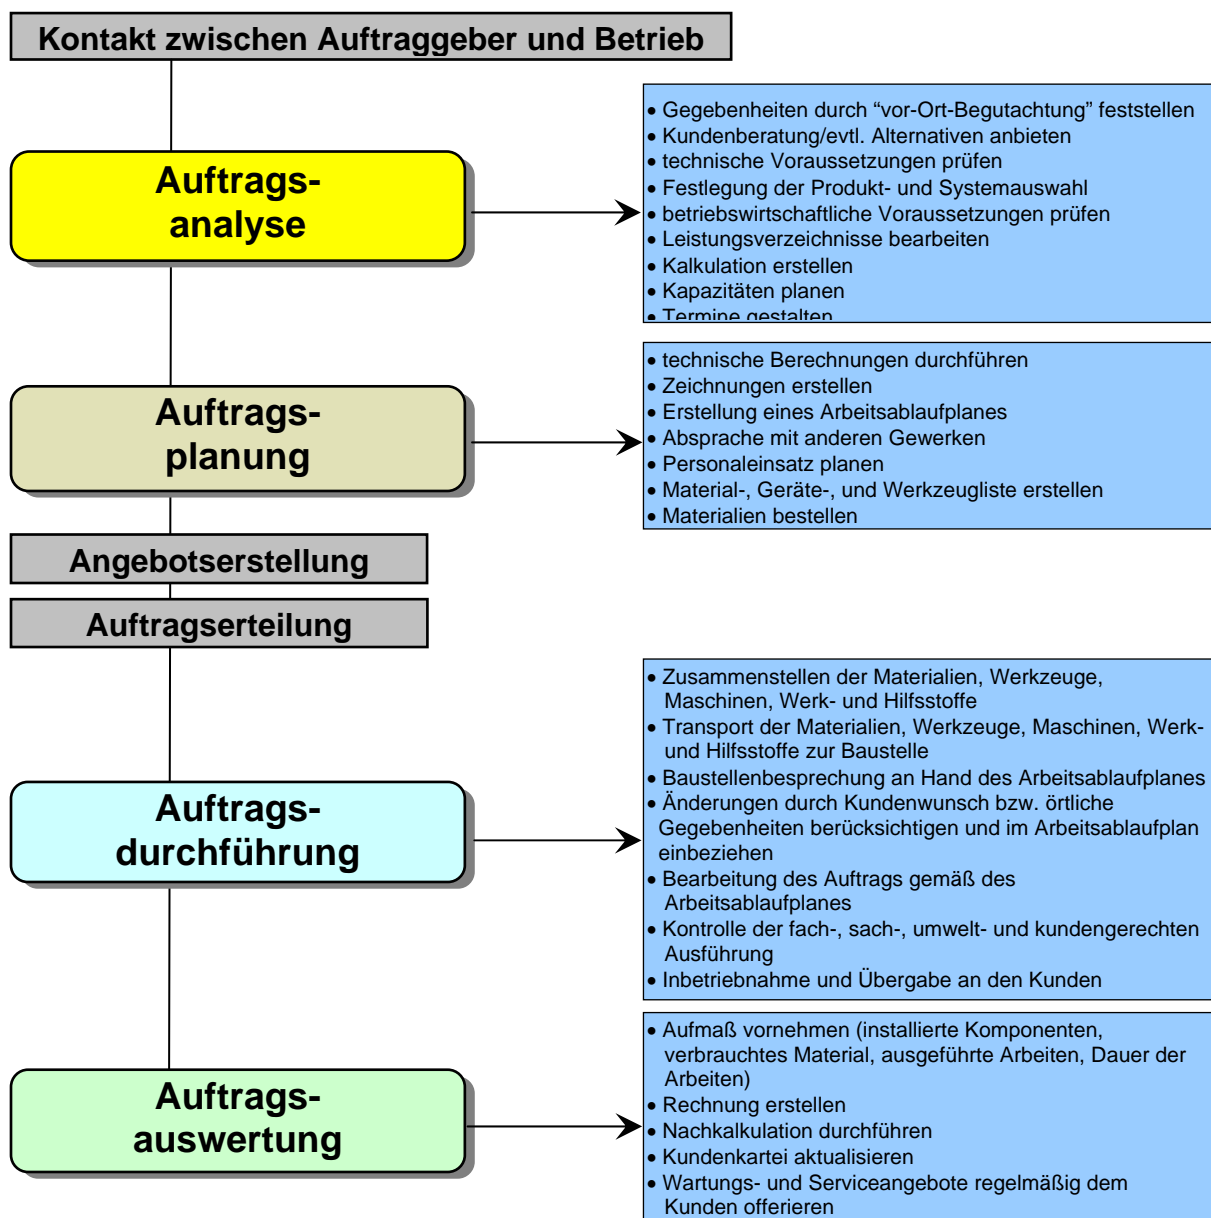 Kontakt zwischen Auftraggeber und Betrieb
Auftrags-
analyse
• Gegebenheiten durch “vor-Ort-Begutachtung” feststellen
• Kundenberatung/evtl. Alternativen anbieten
• technische Voraussetzungen prüfen
• Festlegung der Produkt- und Systemauswahl
• betriebswirtschaftliche Voraussetzungen prüfen
• Leistungsverzeichnisse bearbeiten
• Kalkulation erstellen
• Kapazitäten planen
• Termine gestalten
Auftrags-
planung
• technische Berechnungen durchführen
• Zeichnungen erstellen
• Erstellung eines Arbeitsablaufplanes
• Absprache mit anderen Gewerken
• Personaleinsatz planen
• Material-, Geräte-, und Werkzeugliste erstellen
• Materialien bestellen
Angebotserstellung
Auftragserteilung
Auftrags-
durchführung
• Zusammenstellen der Materialien, Werkzeuge,
Maschinen, Werk- und Hilfsstoffe
• Transport der Materialien, Werkzeuge, Maschinen, Werk-
und Hilfsstoffe zur Baustelle
• Baustellenbesprechung an Hand des Arbeitsablaufplanes
• Änderungen durch Kundenwunsch bzw. örtliche
Gegebenheiten berücksichtigen und im Arbeitsablaufplan
einbeziehen
• Bearbeitung des Auftrags gemäß des
Arbeitsablaufplanes
• Kontrolle der fach-, sach-, umwelt- und kundengerechten
Ausführung
• Inbetriebnahme und Übergabe an den Kunden
Auftrags-
auswertung
• Aufmaß vornehmen (installierte Komponenten,
verbrauchtes Material, ausgeführte Arbeiten, Dauer der
Arbeiten)
• Rechnung erstellen
• Nachkalkulation durchführen
• Kundenkartei aktualisieren
• Wartungs- und Serviceangebote regelmäßig dem
Kunden offerieren